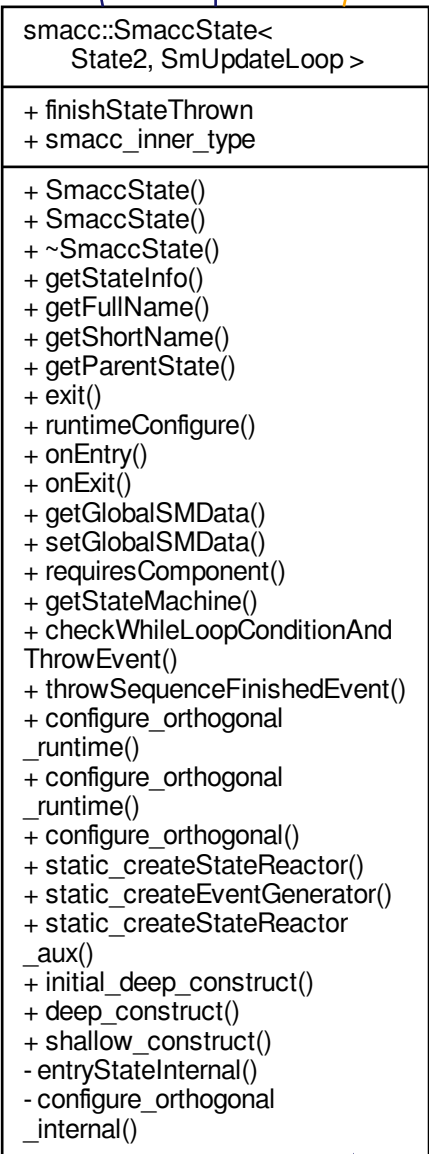 smacc::SmaccState<
State2, SmUpdateLoop >
+ finishStateThrown
+ smacc_inner_type
+ SmaccState()
+ SmaccState()
+ ~SmaccState()
+ getStateInfo()
+ getFullName()
+ getShortName()
+ getParentState()
+ exit()
+ runtimeConfigure()
+ onEntry()
+ onExit()
+ getGlobalSMData()
+ setGlobalSMData()
+ requiresComponent()
+ getStateMachine()
+ checkWhileLoopConditionAnd
ThrowEvent()
+ throwSequenceFinishedEvent()
+ configure_orthogonal
_runtime()
+ configure_orthogonal
_runtime()
+ configure_orthogonal()
+ static_createStateReactor()
+ static_createEventGenerator()
+ static_createStateReactor
_aux()
+ initial_deep_construct()
+ deep_construct()
+ shallow_construct()
- entryStateInternal()
- configure_orthogonal
_internal()